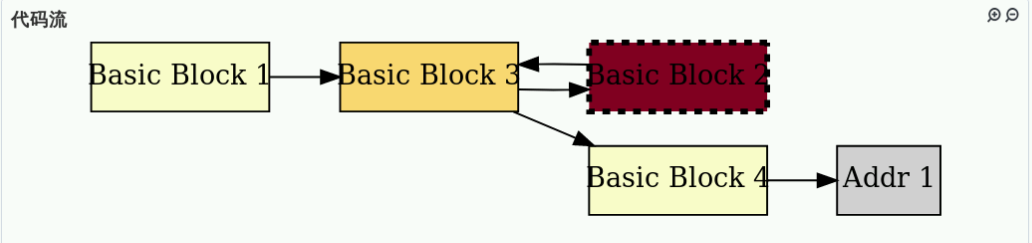 代码流
Basic Block 1
Basic Block 3
Basic Block 2
Basic Block 4
Addr 1